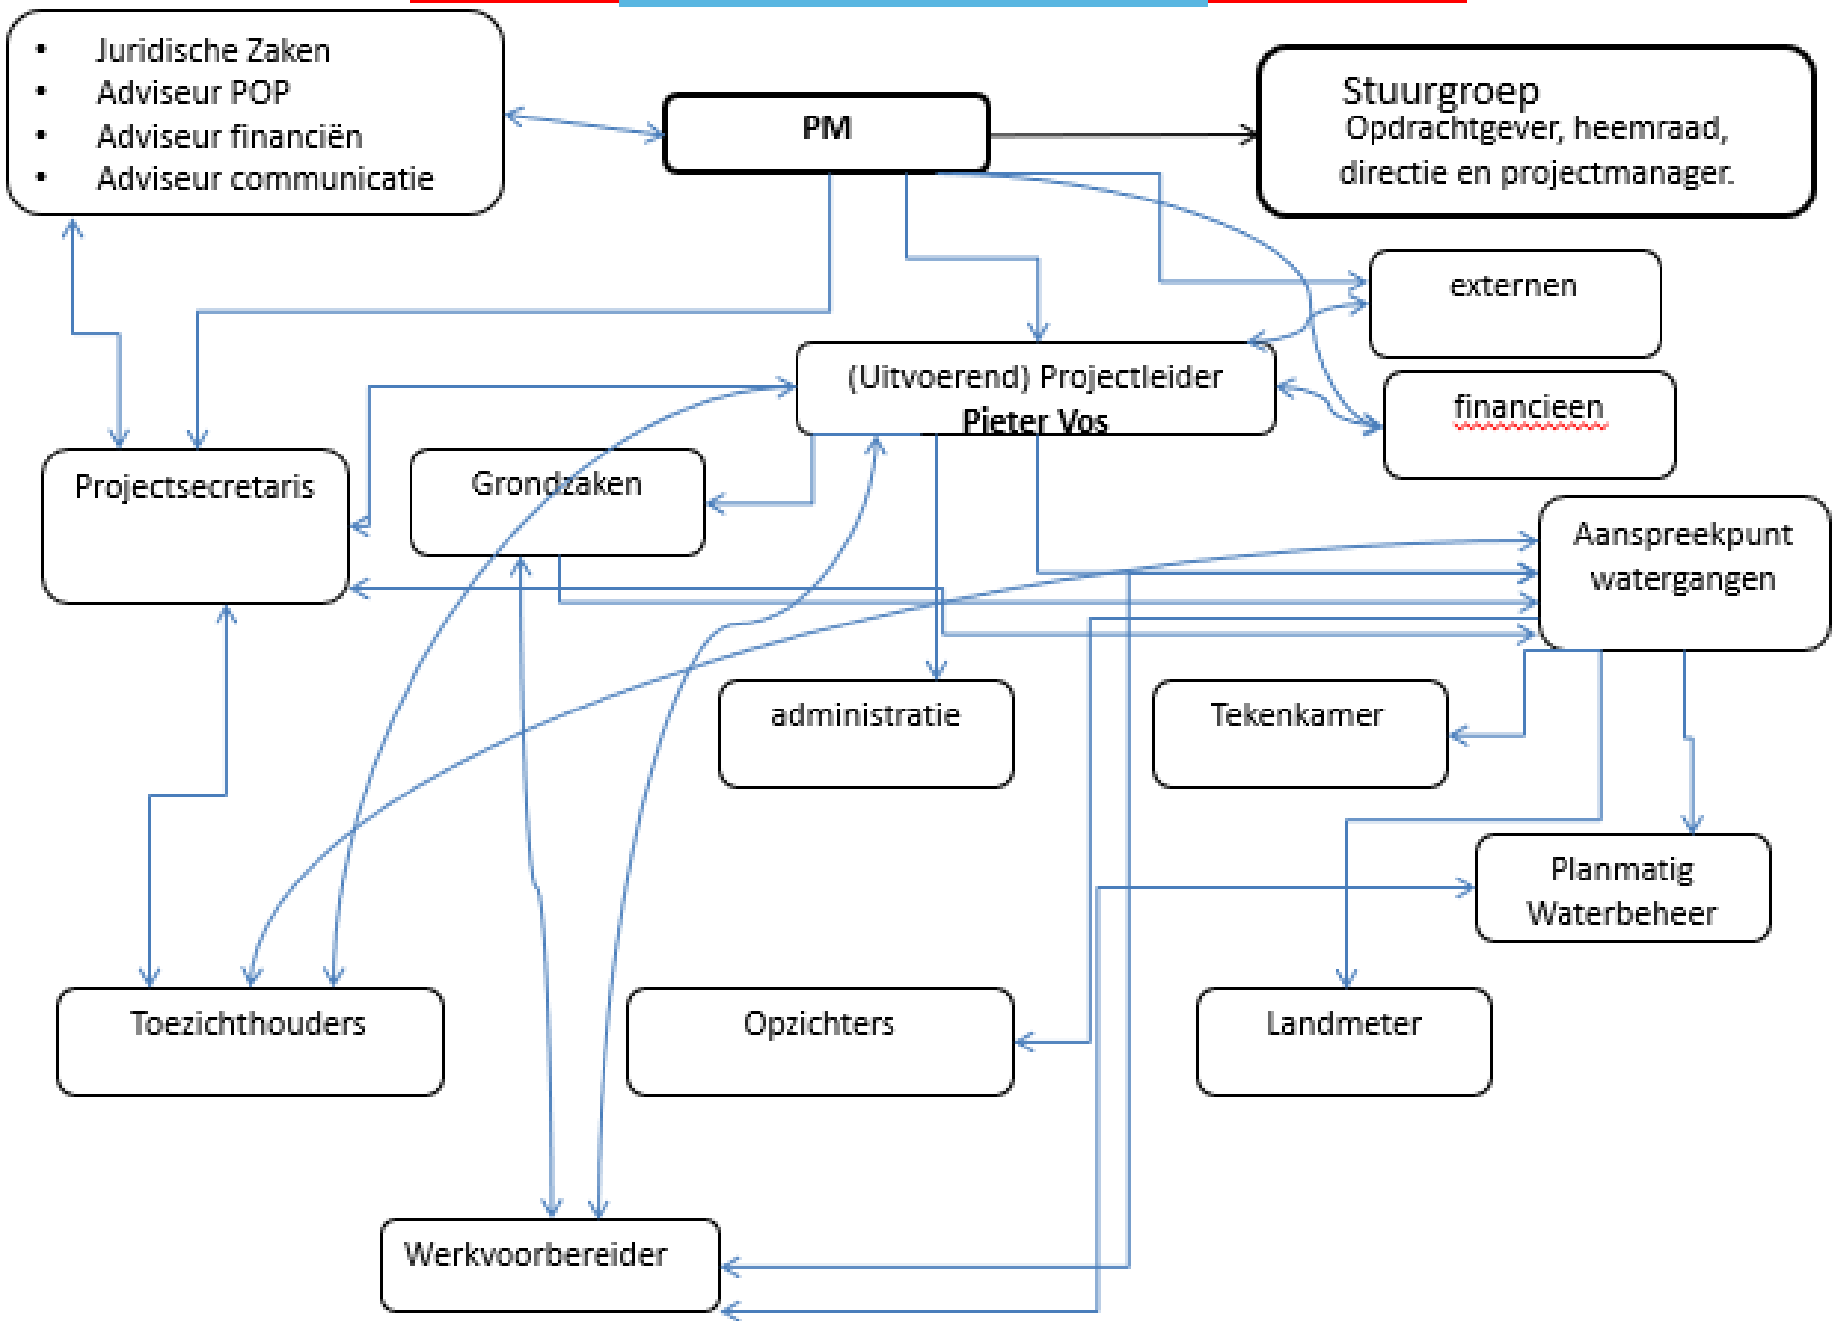 • Juridische Zaken
• Adviseur POP
• Adviseur financiën
• Adviseur communicatie
PM
Stuurgroep
Opdrachtgever, heemraad,
directie en projectmanager.
externen
(Uitvoerend) Projectleider
Pieter Vos
financieen
Projectsecretaris
Grondzaken
Aanspreekpunt
watergangen
administratie
Tekenkamer
Planmatig
Waterbeheer
Toezichthouders
Opzichters
Landmeter
Werkvoorbereider